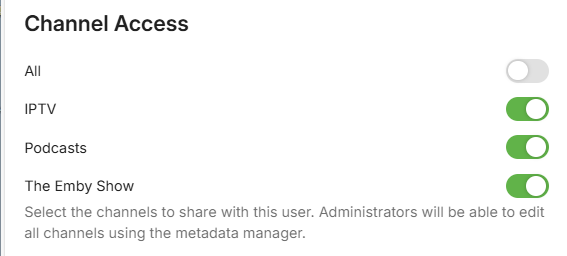 Channel Access
All
IPTV
Podcasts
The Emby Show
Select the channels to share with this user. Administrators will be able to edit
all channels using the metadata manager.